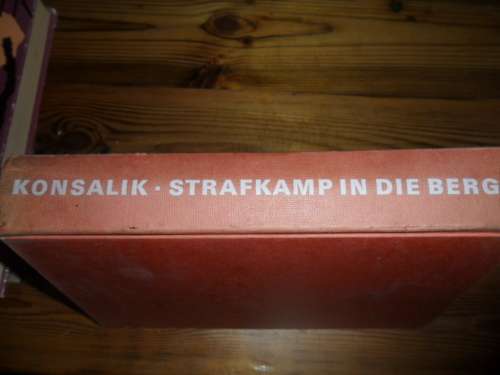 KONSALIK · STRAFKAMP IN DIE BERG